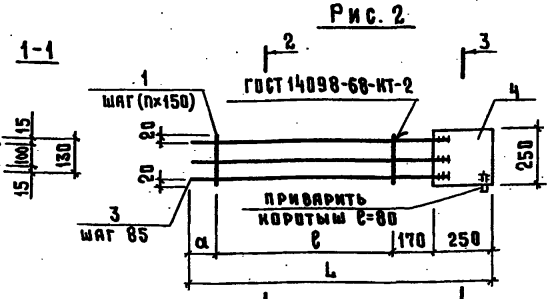 Рис. 2
1-1
2
3
1
ШАГ (п×150)
ГОСТ 14098-68-КТ-2
4
15
(100)
15
130
20
20
250
ПРИВАРИТЬ
КОРОТЫШ ℓ=80
3
ШАГ 85
а
ℓ
170
250
L